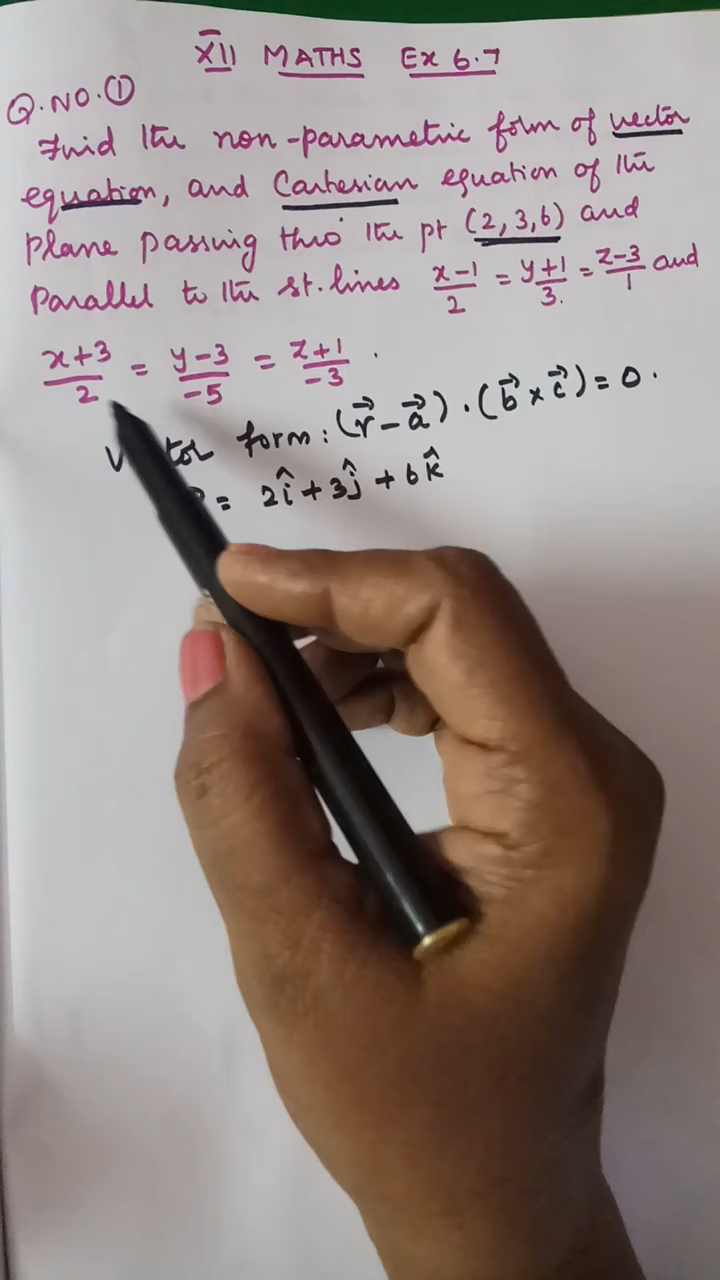 XII MATHS Ex 6.7
Q.NO.①
Find the non-parametric form of vector
equation, and Cartesian equation of the
plane passing thro' the pt (2,3,6) and
parallel to the st. lines x-1/2 = y+1/3. = z-3/1 and
x+3/2 = y-3/-5 = z+1/-3 .
form: (r⃗ - a⃗) . (b⃗ × c⃗) = 0.
= 2î + 3ĵ + 6k̂